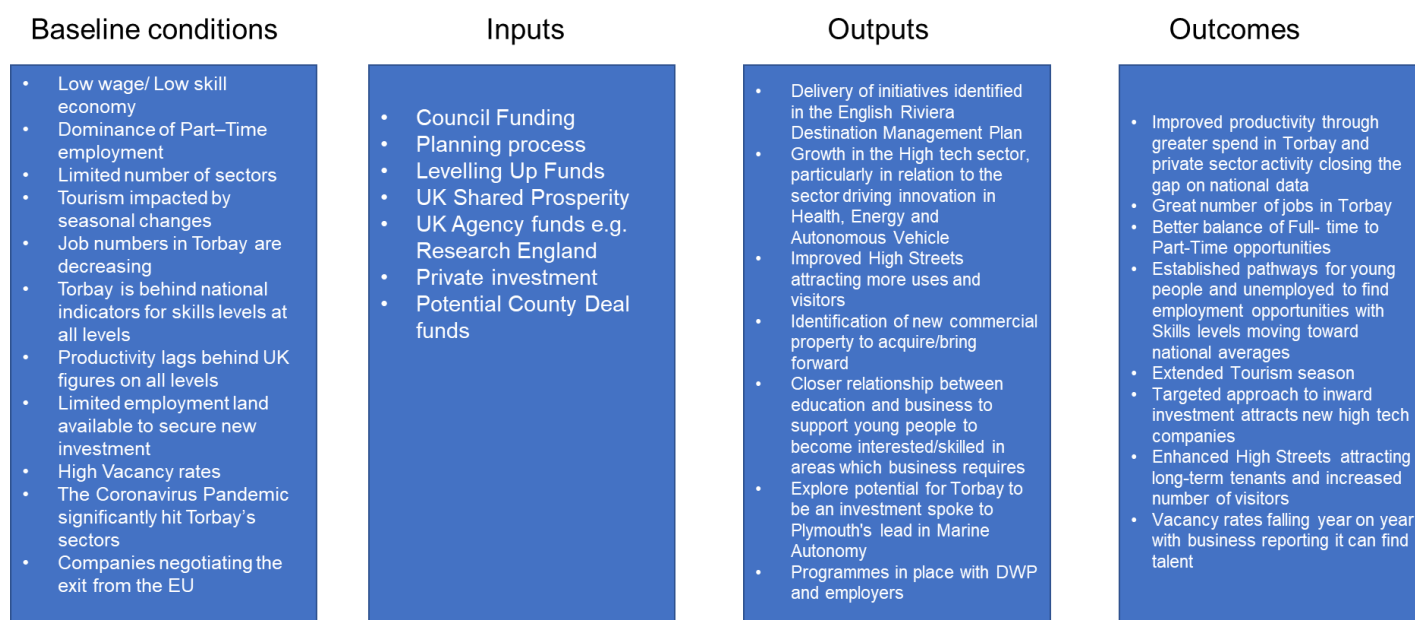 Baseline conditions
• Low wage/ Low skill
economy
• Dominance of Part–Time
employment
• Limited number of sectors
• Tourism impacted by
seasonal changes
• Job numbers in Torbay are
decreasing
• Torbay is behind national
indicators for skills levels at
all levels
• Productivity lags behind UK
figures on all levels
• Limited employment land
available to secure new
investment
• High Vacancy rates
• The Coronavirus Pandemic
significantly hit Torbay’s
sectors
• Companies negotiating the
exit from the EU
Inputs
• Council Funding
• Planning process
• Levelling Up Funds
• UK Shared Prosperity
• UK Agency funds e.g.
Research England
• Private investment
• Potential County Deal
funds
Outputs
• Delivery of initiatives identified
in the English Riviera
Destination Management Plan
• Growth in the High tech sector,
particularly in relation to the
sector driving innovation in
Health, Energy and
Autonomous Vehicle
• Improved High Streets
attracting more uses and
visitors
• Identification of new commercial
property to acquire/bring
forward
• Closer relationship between
education and business to
support young people to
become interested/skilled in
areas which business requires
• Explore potential for Torbay to
be an investment spoke to
Plymouth's lead in Marine
Autonomy
• Programmes in place with DWP
and employers
Outcomes
• Improved productivity through
greater spend in Torbay and
private sector activity closing the
gap on national data
• Great number of jobs in Torbay
• Better balance of Full- time to
Part-Time opportunities
• Established pathways for young
people and unemployed to find
employment opportunities with
Skills levels moving toward
national averages
• Extended Tourism season
• Targeted approach to inward
investment attracts new high tech
companies
• Enhanced High Streets attracting
long-term tenants and increased
number of visitors
• Vacancy rates falling year on year
with business reporting it can find
talent